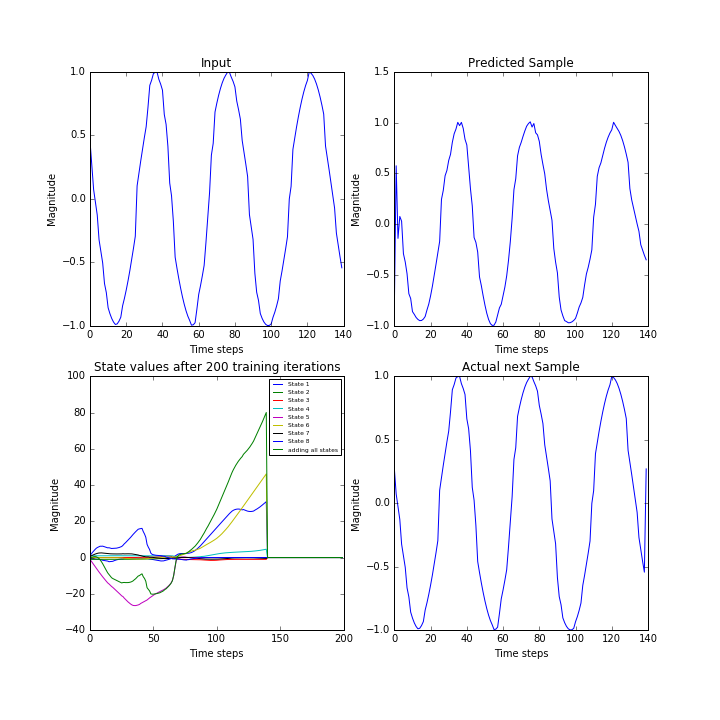 Input
Magnitude
1.0
0.5
0.0
−0.5
−1.0
0 20 40 60 80 100 120 140
Time steps
Predicted Sample
Magnitude
1.5
1.0
0.5
0.0
−0.5
−1.0
0 20 40 60 80 100 120 140
Time steps
State values after 200 training iterations
Magnitude
100
80
60
40
20
0
−20
−40
0 50 100 150 200
Time steps
State 1
State 2
State 3
State 4
State 5
State 6
State 7
State 8
adding all states
Actual next Sample
Magnitude
1.0
0.5
0.0
−0.5
−1.0
0 20 40 60 80 100 120 140
Time steps